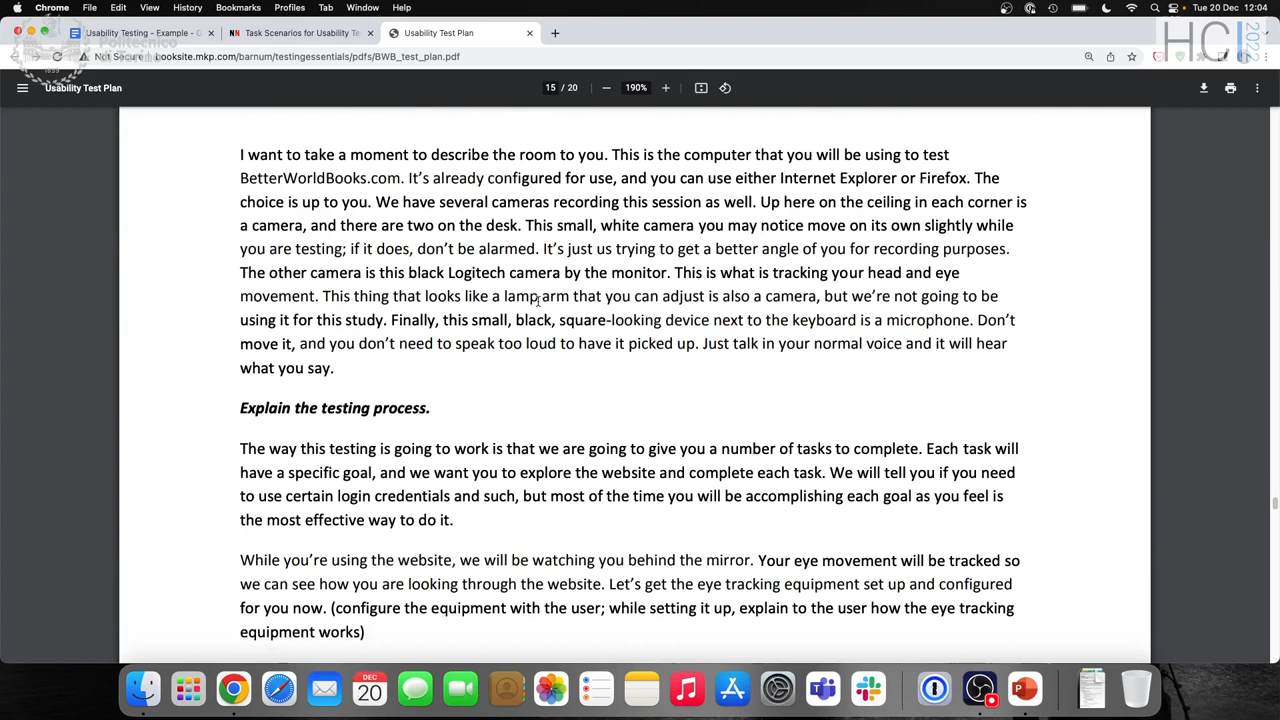 Chrome File Edit View History Bookmarks Profiles Tab Window Help Tue 20 Dec 12:04
Usability Testing - Example - G Task Scenarios for Usability Te Usability Test Plan
Politecnico
Not Secure booksite.mkp.com/barnum/testingessentials/pdfs/BWB_test_plan.pdf
1859
HCI 2022
Usability Test Plan 15 / 20 190%
I want to take a moment to describe the room to you. This is the computer that you will be using to test
BetterWorldBooks.com. It’s already configured for use, and you can use either Internet Explorer or Firefox. The
choice is up to you. We have several cameras recording this session as well. Up here on the ceiling in each corner is
a camera, and there are two on the desk. This small, white camera you may notice move on its own slightly while
you are testing; if it does, don’t be alarmed. It’s just us trying to get a better angle of you for recording purposes.
The other camera is this black Logitech camera by the monitor. This is what is tracking your head and eye
movement. This thing that looks like a lamp arm that you can adjust is also a camera, but we’re not going to be
using it for this study. Finally, this small, black, square-looking device next to the keyboard is a microphone. Don’t
move it, and you don’t need to speak too loud to have it picked up. Just talk in your normal voice and it will hear
what you say.
Explain the testing process.
The way this testing is going to work is that we are going to give you a number of tasks to complete. Each task will
have a specific goal, and we want you to explore the website and complete each task. We will tell you if you need
to use certain login credentials and such, but most of the time you will be accomplishing each goal as you feel is
the most effective way to do it.
While you’re using the website, we will be watching you behind the mirror. Your eye movement will be tracked so
we can see how you are looking through the website. Let’s get the eye tracking equipment set up and configured
for you now. (configure the equipment with the user; while setting it up, explain to the user how the eye tracking
equipment works)
DEC
20